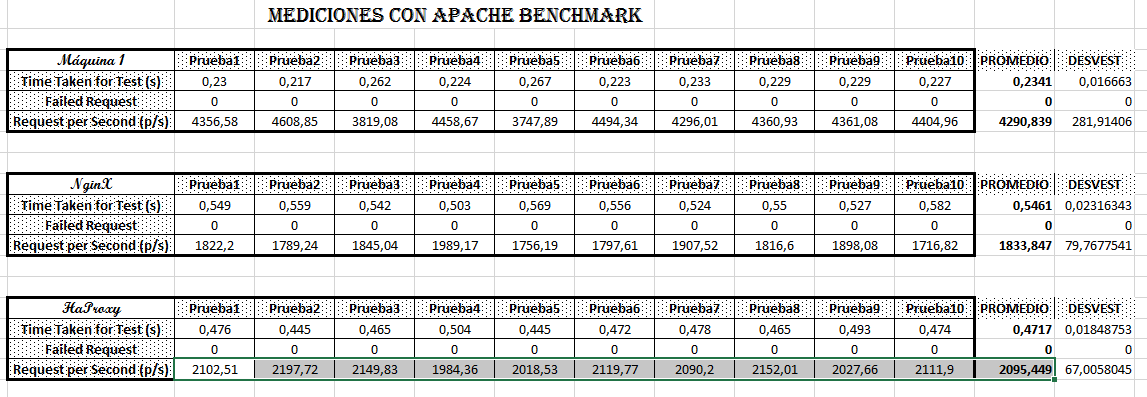 MEDICIONES CON APACHE BENCHMARK
Máquina 1 Prueba1 Prueba2 Prueba3 Prueba4 Prueba5 Prueba6 Prueba7 Prueba8 Prueba9 Prueba10 PROMEDIO DESVEST
Time Taken for Test (s) 0,23 0,217 0,262 0,224 0,267 0,223 0,233 0,229 0,229 0,227 0,2341 0,016663
Failed Request 0 0 0 0 0 0 0 0 0 0 0 0
Request per Second (p/s) 4356,58 4608,85 3819,08 4458,67 3747,89 4494,34 4296,01 4360,93 4361,08 4404,96 4290,839 281,91406
NginX Prueba1 Prueba2 Prueba3 Prueba4 Prueba5 Prueba6 Prueba7 Prueba8 Prueba9 Prueba10 PROMEDIO DESVEST
Time Taken for Test (s) 0,549 0,559 0,542 0,503 0,569 0,556 0,524 0,55 0,527 0,582 0,5461 0,02316343
Failed Request 0 0 0 0 0 0 0 0 0 0 0 0
Request per Second (p/s) 1822,2 1789,24 1845,04 1989,17 1756,19 1797,61 1907,52 1816,6 1898,08 1716,82 1833,847 79,7677541
HaProxy Prueba1 Prueba2 Prueba3 Prueba4 Prueba5 Prueba6 Prueba7 Prueba8 Prueba9 Prueba10 PROMEDIO DESVEST
Time Taken for Test (s) 0,476 0,445 0,465 0,504 0,445 0,472 0,478 0,465 0,493 0,474 0,4717 0,01848753
Failed Request 0 0 0 0 0 0 0 0 0 0 0 0
Request per Second (p/s) 2102,51 2197,72 2149,83 1984,36 2018,53 2119,77 2090,2 2152,01 2027,66 2111,9 2095,449 67,0058045